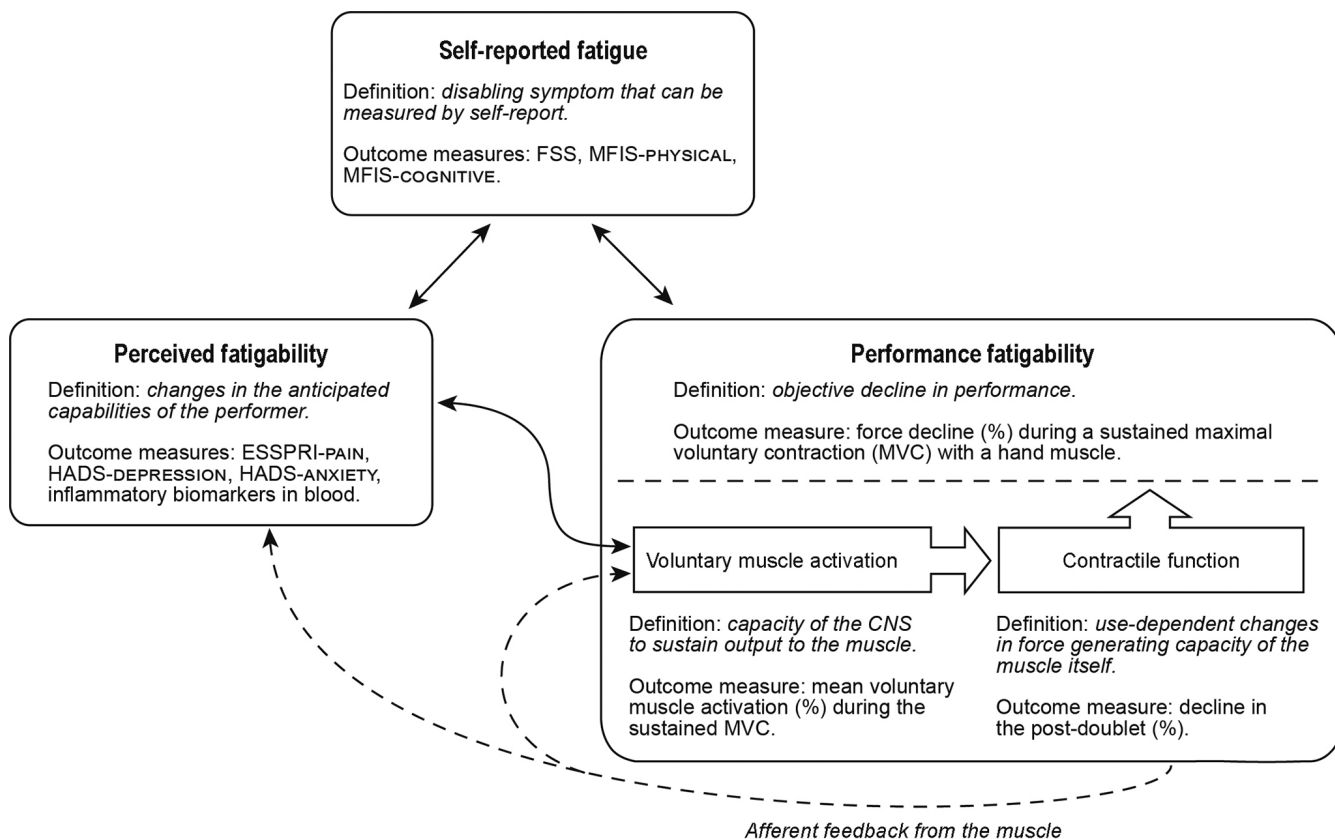 Self-reported fatigue
Definition: disabling symptom that can be
measured by self-report.
Outcome measures: FSS, MFIS-PHYSICAL,
MFIS-COGNITIVE.
Perceived fatigability
Definition: changes in the anticipated
capabilities of the performer.
Outcome measures: ESSPRI-PAIN,
HADS-DEPRESSION, HADS-ANXIETY,
inflammatory biomarkers in blood.
Performance fatigability
Definition: objective decline in performance.
Outcome measure: force decline (%) during a sustained maximal
voluntary contraction (MVC) with a hand muscle.
Voluntary muscle activation
Definition: capacity of the CNS
to sustain output to the muscle.
Outcome measure: mean voluntary
muscle activation (%) during the
sustained MVC.
Contractile function
Definition: use-dependent changes
in force generating capacity of the
muscle itself.
Outcome measure: decline in
the post-doublet (%).
Afferent feedback from the muscle